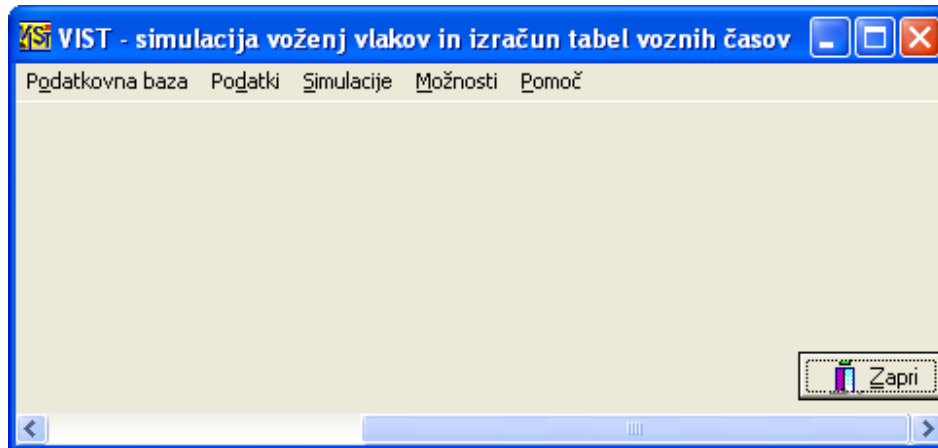 VIST - simulacija voženj vlakov in izračun tabel voznih časov
Podatkovna baza Podatki Simulacije Možnosti Pomoč
Zapri